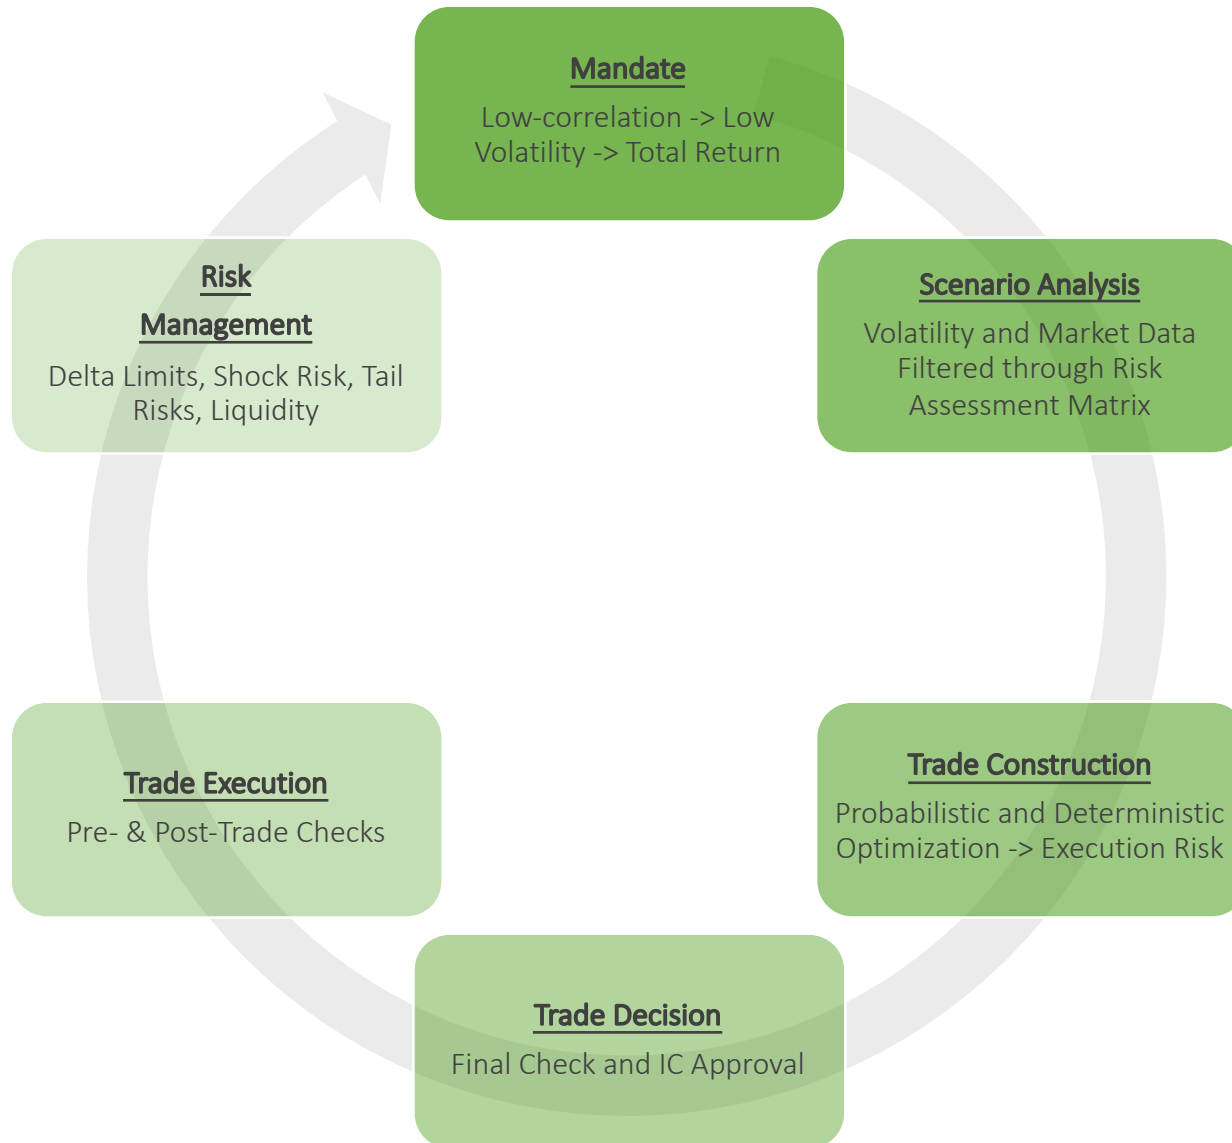 Mandate
Low-correlation -> Low
Volatility -> Total Return
Scenario Analysis
Volatility and Market Data
Filtered through Risk
Assessment Matrix
Trade Construction
Probabilistic and Deterministic
Optimization -> Execution Risk
Trade Decision
Final Check and IC Approval
Trade Execution
Pre- & Post-Trade Checks
Risk
Management
Delta Limits, Shock Risk, Tail
Risks, Liquidity